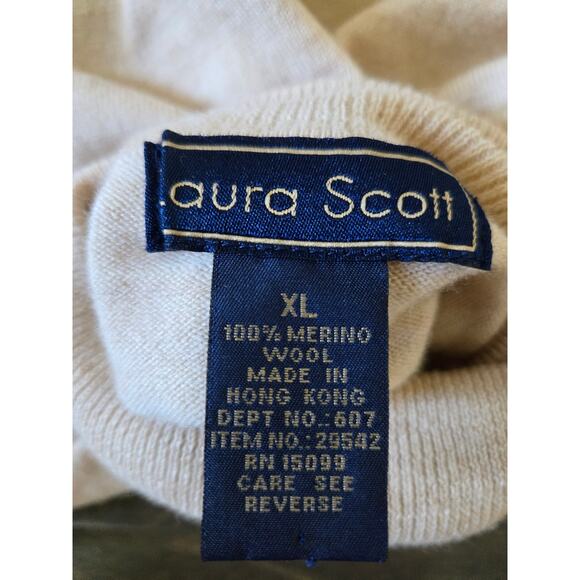 Laura Scott
XL
100% MERINO
WOOL
MADE IN
HONG KONG
DEPT NO.:607
ITEM NO.:29542
RN 15099
CARE SEE
REVERSE